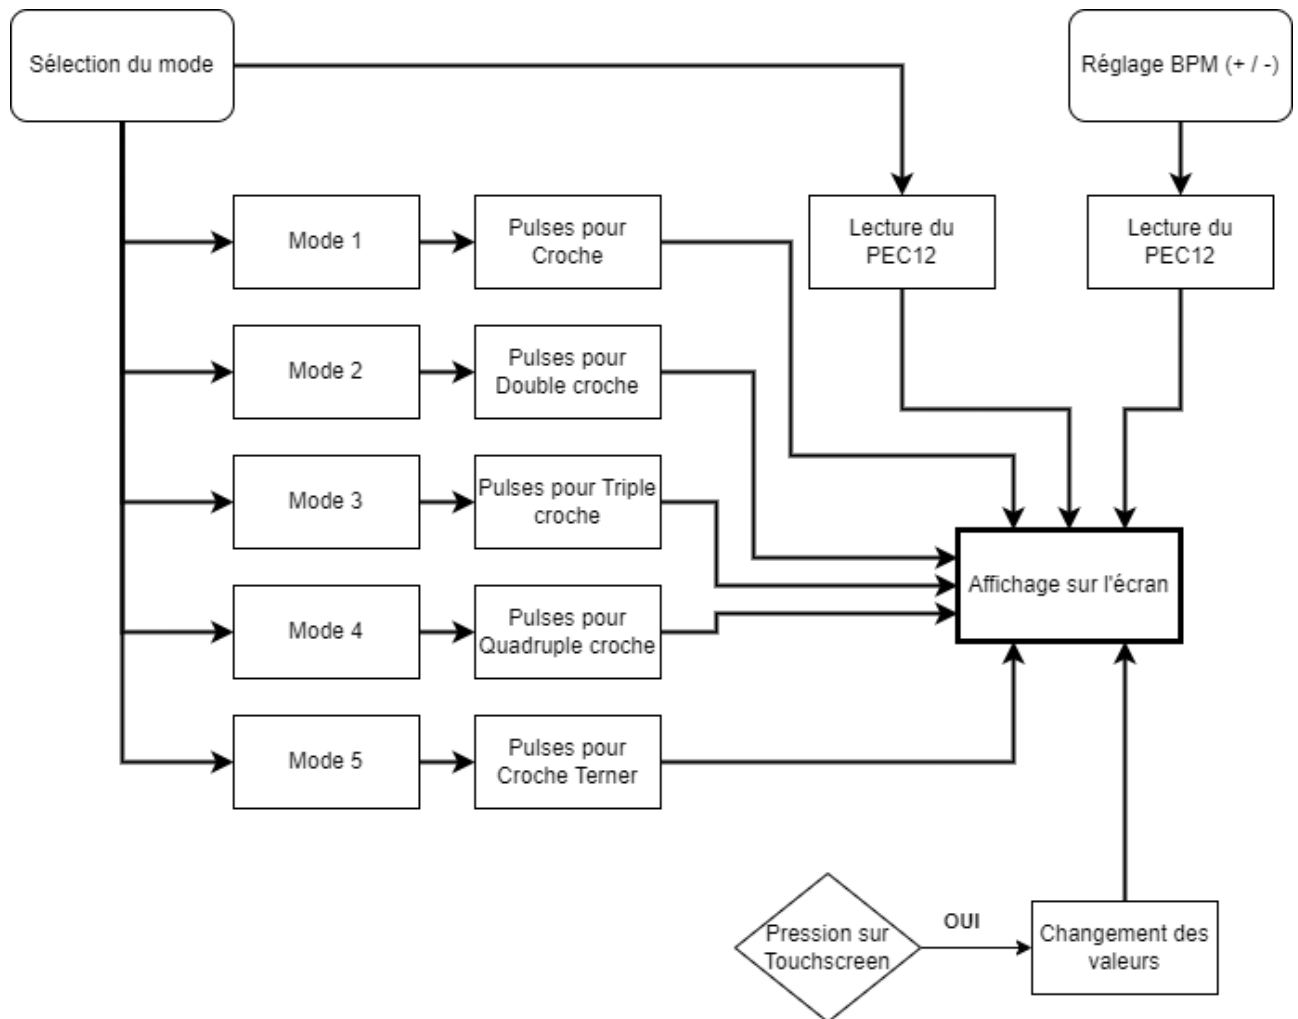 Sélection du mode
Réglage BPM (+ / -)
Mode 1
Pulses pour
Croche
Lecture du
PEC12
Lecture du
PEC12
Mode 2
Pulses pour
Double croche
Mode 3
Pulses pour Triple
croche
Affichage sur l'écran
Mode 4
Pulses pour
Quadruple croche
Mode 5
Pulses pour
Croche Terner
Pression sur
Touchscreen
OUI
Changement des
valeurs